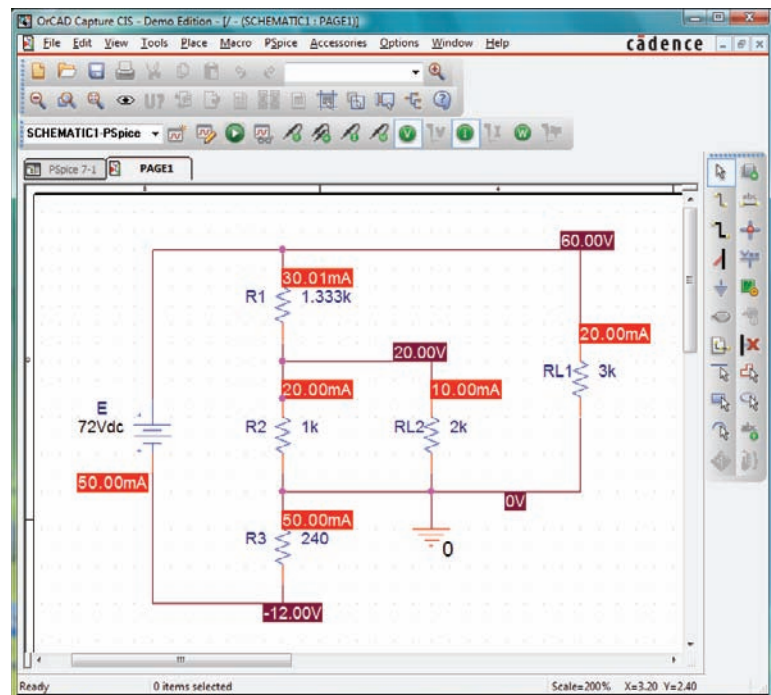 OrCAD Capture CIS - Demo Edition - [/ - (SCHEMATIC1 : PAGE1)]
File Edit View Tools Place Macro PSpice Accessories Options Window Help
cādence
U?
SCHEMATIC1-PSpice
V
I
W
PSpice 7-1
PAGE1
60.00V
30.01mA
R1 1.333k
20.00V
20.00mA
20.00mA
10.00mA
RL1 3k
E
72Vdc
R2 1k
RL2 2k
50.00mA
0V
50.00mA
R3 240
0
-12.00V
Ready
0 items selected
Scale=200% X=3.20 Y=2.40